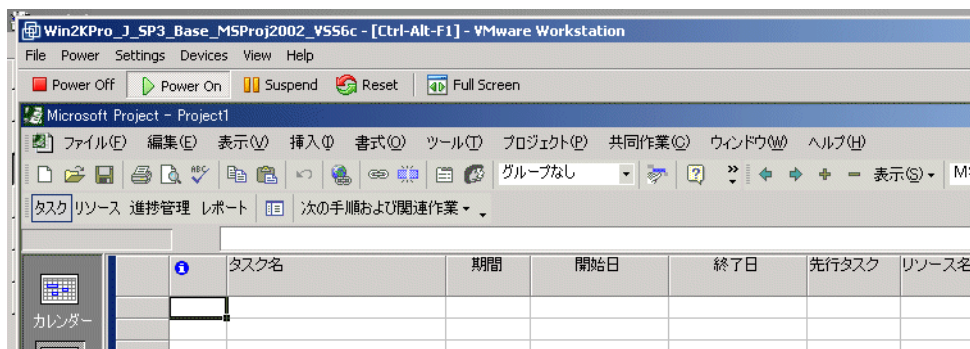 Win2KPro_J_SP3_Base_MSProj2002_VSS6c - [Ctrl-Alt-F1] - VMware Workstation
File Power Settings Devices View Help
Power Off Power On Suspend Reset Full Screen
Microsoft Project - Project1
ファイル(F) 編集(E) 表示(V) 挿入(I) 書式(O) ツール(T) プロジェクト(P) 共同作業(C) ウィンドウ(W) ヘルプ(H)
グループなし 表示(S)
タスク リソース 進捗管理 レポート 次の手順および関連作業
タスク名 期間 開始日 終了日 先行タスク リソース名
カレンダー